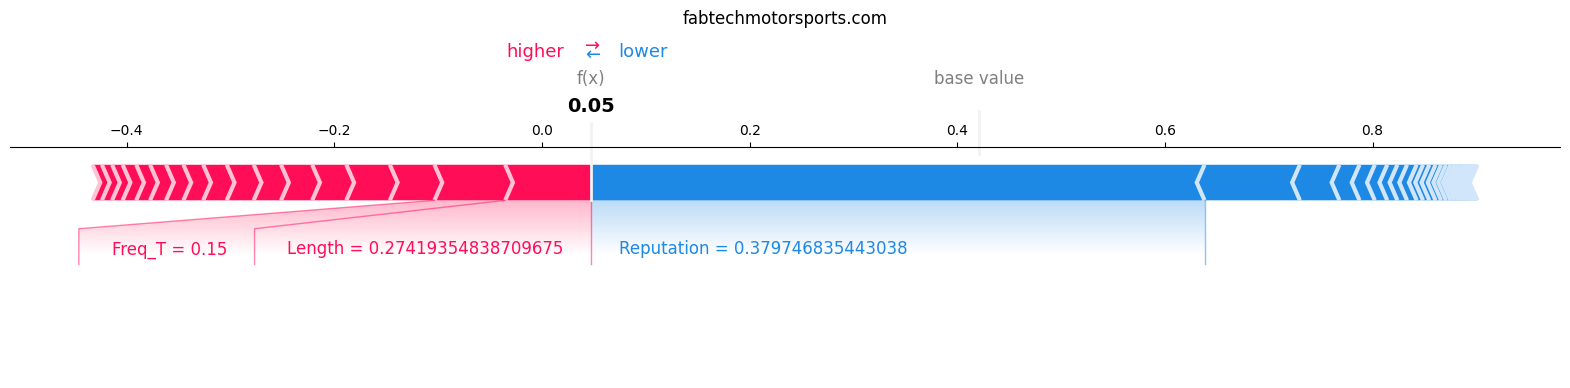 fabtechmotorsports.com
higher → ← lower
f(x) base value
0.05
−0.4 −0.2 0.0 0.2 0.4 0.6 0.8
Freq_T = 0.15 Length = 0.27419354838709675 Reputation = 0.379746835443038